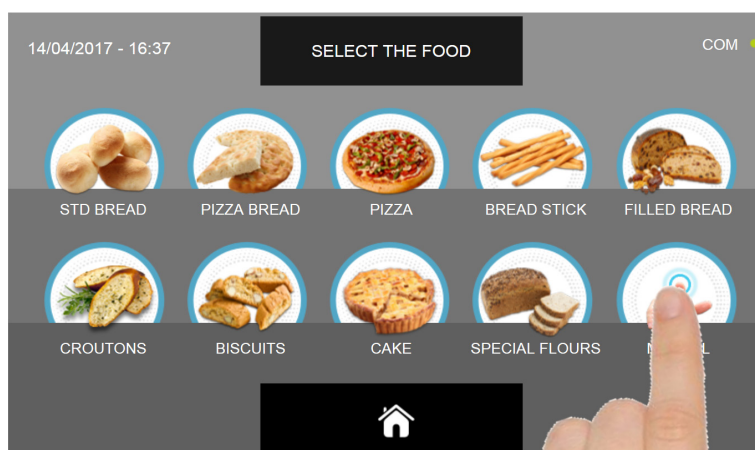 14/04/2017 - 16:37
SELECT THE FOOD
COM
STD BREAD
PIZZA BREAD
PIZZA
BREAD STICK
FILLED BREAD
CROUTONS
BISCUITS
CAKE
SPECIAL FLOURS